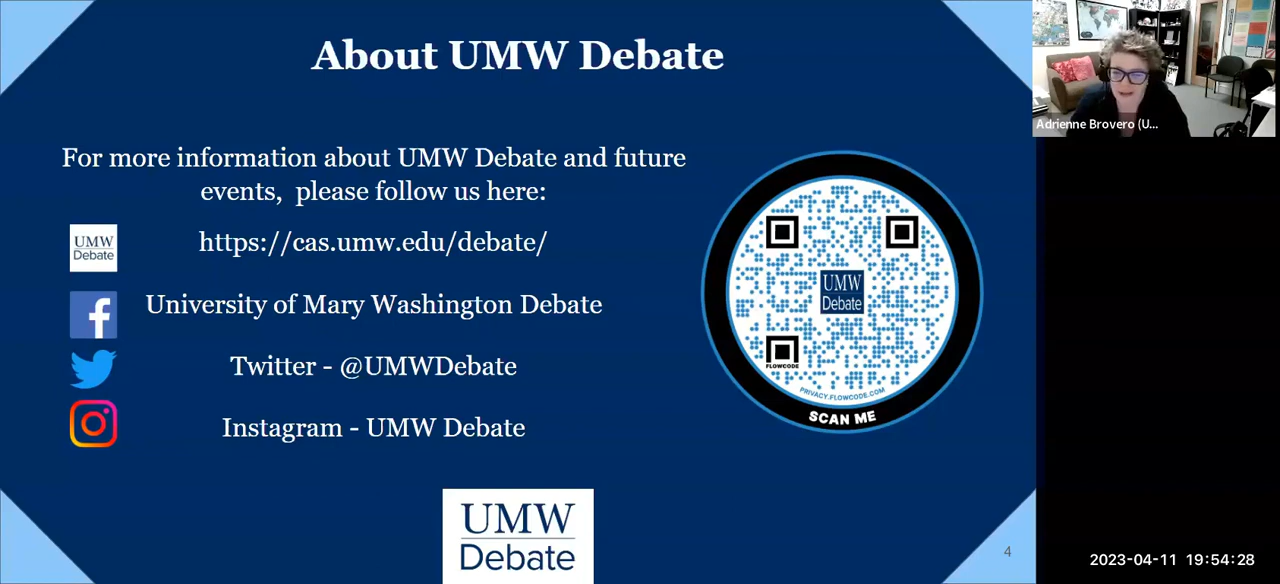 About UMW Debate
Adrienne Brovero (U...
For more information about UMW Debate and future
events, please follow us here:
UMW
Debate
https://cas.umw.edu/debate/
University of Mary Washington Debate
Twitter - @UMWDebate
Instagram - UMW Debate
UMW
Debate
FLOWCODE
PRIVACY.FLOWCODE.COM
SCAN ME
UMW
Debate
4
2023-04-11 19:54:28